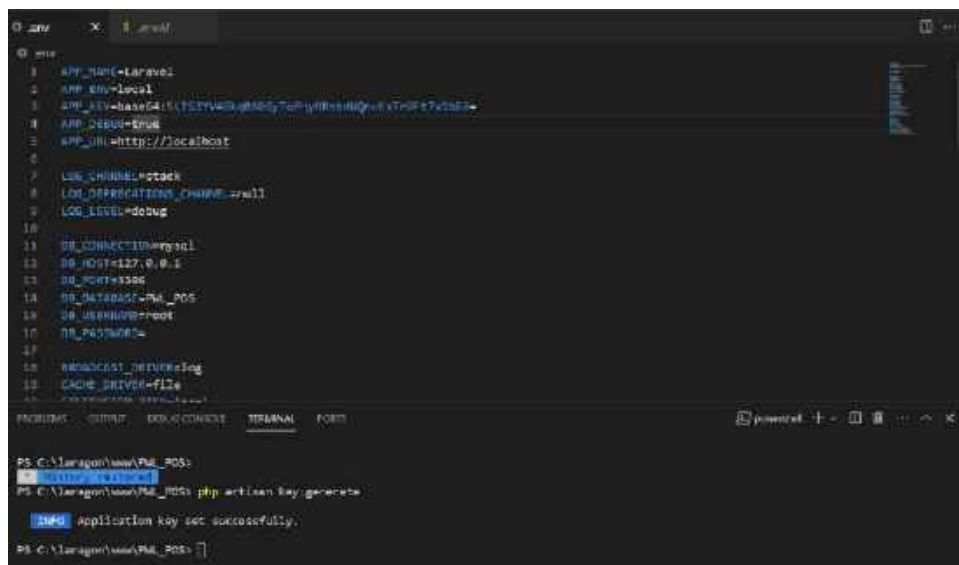 .env
.env
APP_NAME=Laravel
APP_ENV=local
APP_KEY=base64:
APP_DEBUG=true
APP_URL=http://localhost
LOG_CHANNEL=stack
LOG_DEPRECATIONS_CHANNEL=null
LOG_LEVEL=debug
DB_CONNECTION=mysql
DB_HOST=127.0.0.1
DB_PORT=3306
DB_DATABASE=PWL_POS
DB_USERNAME=root
DB_PASSWORD=
BROADCAST_DRIVER=log
CACHE_DRIVER=file
PROBLEMS OUTPUT DEBUG CONSOLE TERMINAL PORTS
PS C:\laragon\www\PWL_POS>
* History restored
PS C:\laragon\www\PWL_POS> php artisan key:generate
INFO Application key set successfully.
PS C:\laragon\www\PWL_POS>